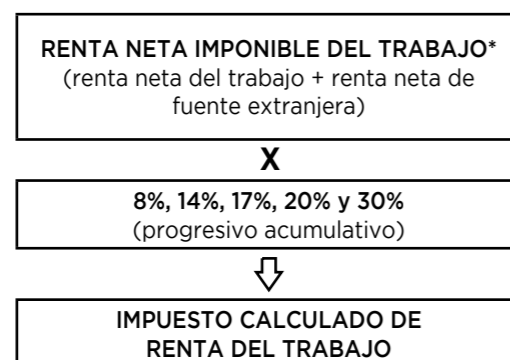 RENTA NETA IMPONIBLE DEL TRABAJO*
(renta neta del trabajo + renta neta de
fuente extranjera)
X
8%, 14%, 17%, 20% y 30%
(progresivo acumulativo)
IMPUESTO CALCULADO DE
RENTA DEL TRABAJO